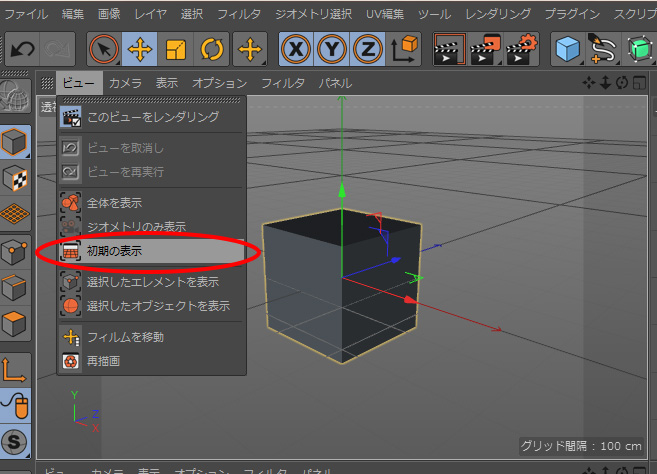 ファイル 編集 画像 レイヤ 選択 フィルタ ジオメトリ選択 UV編集 ツール レンダリング プラグイン スクリプ
X Y Z
ビュー カメラ 表示 オプション フィルタ パネル
透視
このビューをレンダリング
ビューを取消し
ビューを再実行
全体を表示
ジオメトリのみ表示
初期の表示
選択したエレメントを表示
選択したオブジェクトを表示
フィルムを移動
再描画
Y
Z
X
S
グリッド間隔 : 100 cm
ビュー カメラ 表示 オプション フィルタ パネル